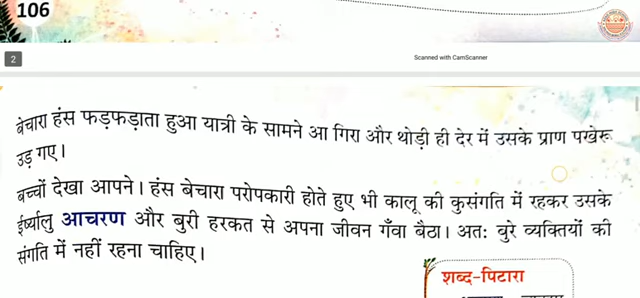 106
2
Scanned with CamScanner
बेचारा हंस फड़फड़ाता हुआ यात्री के सामने आ गिरा और थोड़ी ही देर में उसके प्राण पखेरू
उड़ गए।
बच्चों देखा आपने। हंस बेचारा परोपकारी होते हुए भी कालू की कुसंगति में रहकर उसके
ईर्ष्यालु आचरण और बुरी हरकत से अपना जीवन गँवा बैठा। अतः बुरे व्यक्तियों की
संगति में नहीं रहना चाहिए।
शब्द-पिटारा